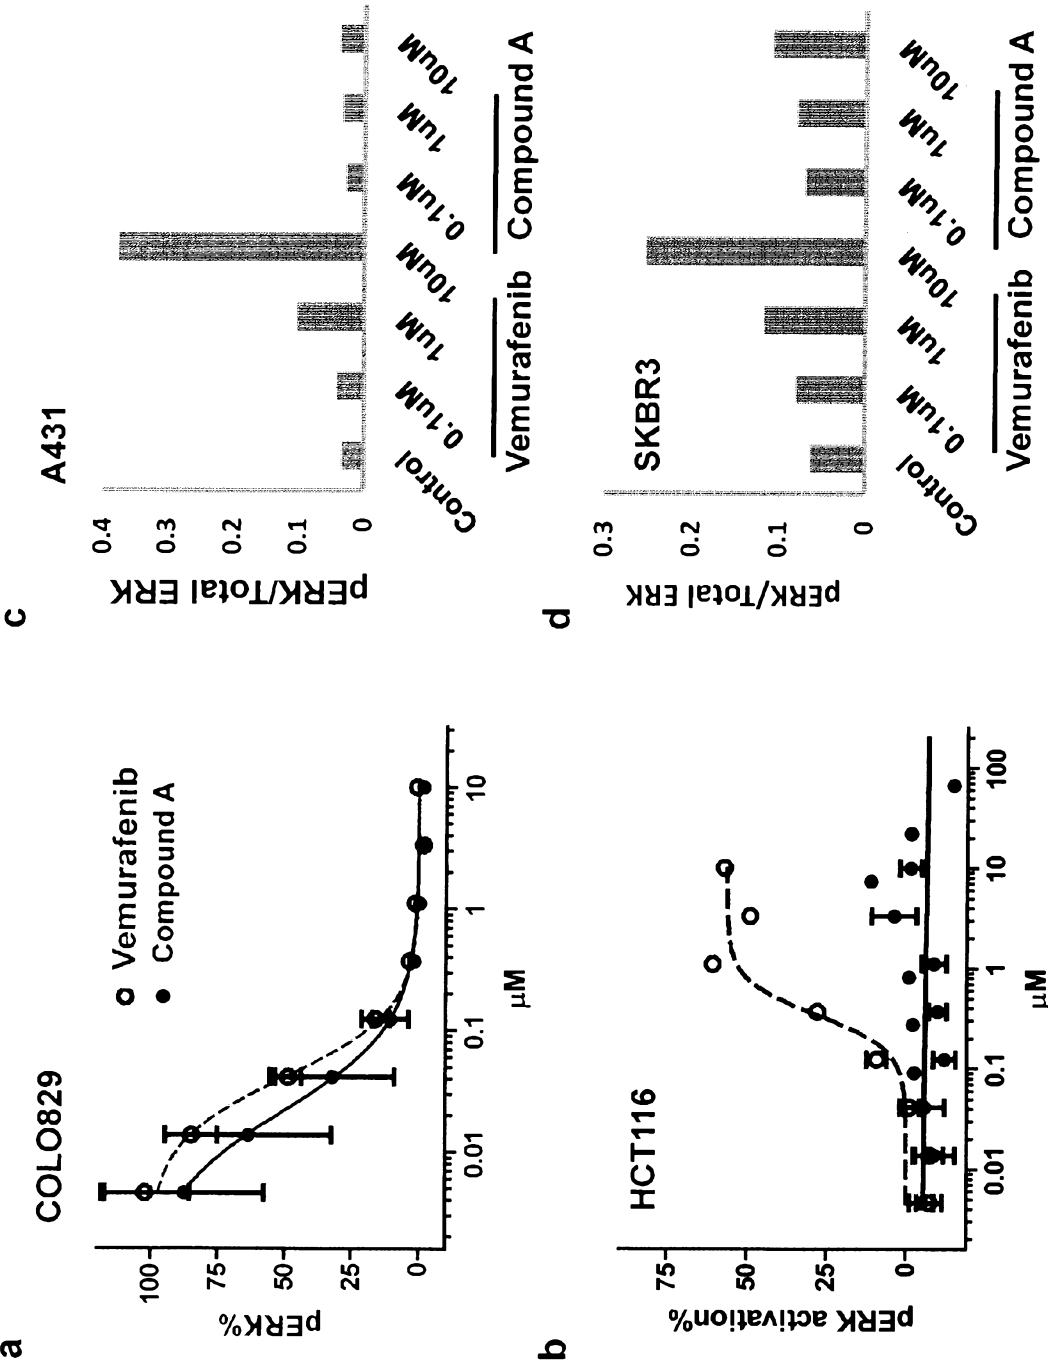 a
COLO829
pERK%
100
75
50
25
0
0.01
0.1
1
10
µM
Vemurafenib
Compound A
b
HCT116
pERK activation%
75
50
25
0
0.01
0.1
1
10
100
µM
c
A431
pERK/Total ERK
0.4
0.3
0.2
0.1
0
Control
0.1uM
1uM
10uM
0.1uM
1uM
10uM
Vemurafenib
Compound A
d
SKBR3
pERK/Total ERK
0.3
0.2
0.1
0
Control
0.1uM
1uM
10uM
0.1uM
1uM
10uM
Vemurafenib
Compound A